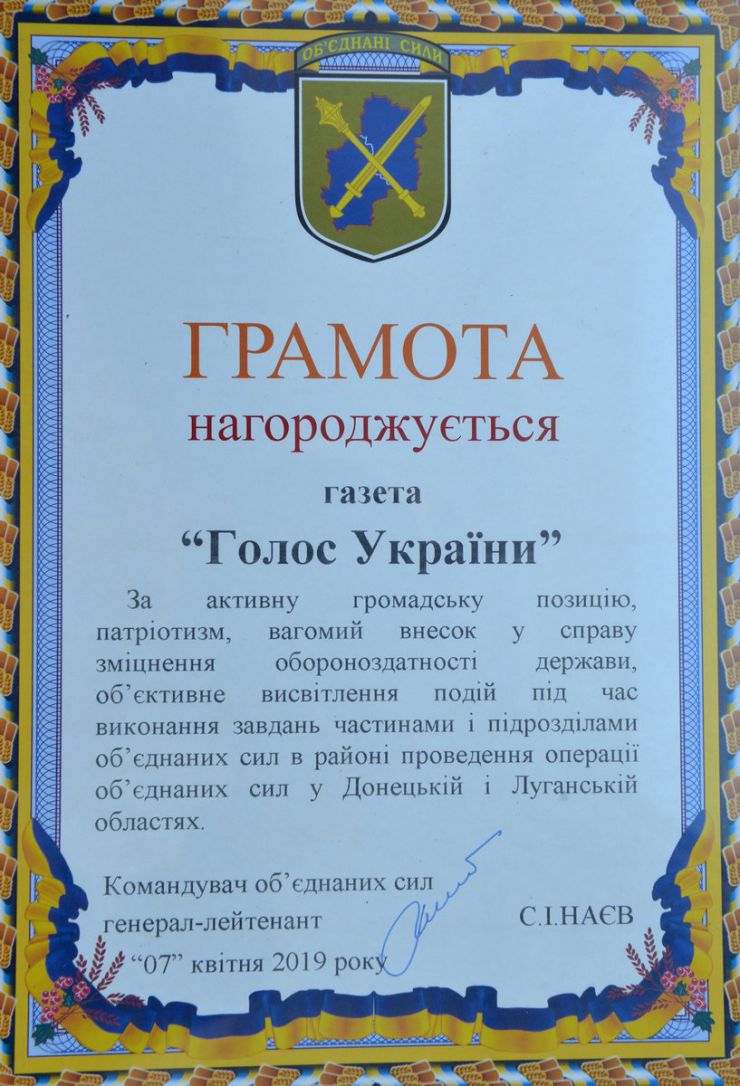 ОБ'ЄДНАНІ СИЛИ
ГРАМОТА
нагороджується
газета
“Голос України”
За активну громадську позицію,
патріотизм, вагомий внесок у справу
зміцнення обороноздатності держави,
об’єктивне висвітлення подій під час
виконання завдань частинами і підрозділами
об’єднаних сил в районі проведення операції
об’єднаних сил у Донецькій і Луганській
областях.
Командувач об’єднаних сил
генерал-лейтенант С.І.НАЄВ
“07” квітня 2019 року